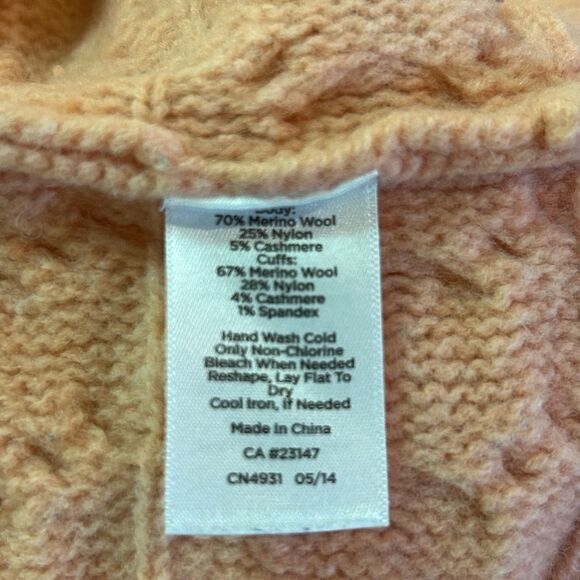 Body:
70% Merino Wool
25% Nylon
5% Cashmere
Cuffs:
67% Merino Wool
28% Nylon
4% Cashmere
1% Spandex
Hand Wash Cold
Only Non-Chlorine
Bleach When Needed
Reshape, Lay Flat To
Dry
Cool Iron, If Needed
Made In China
CA #23147
CN4931 05/14